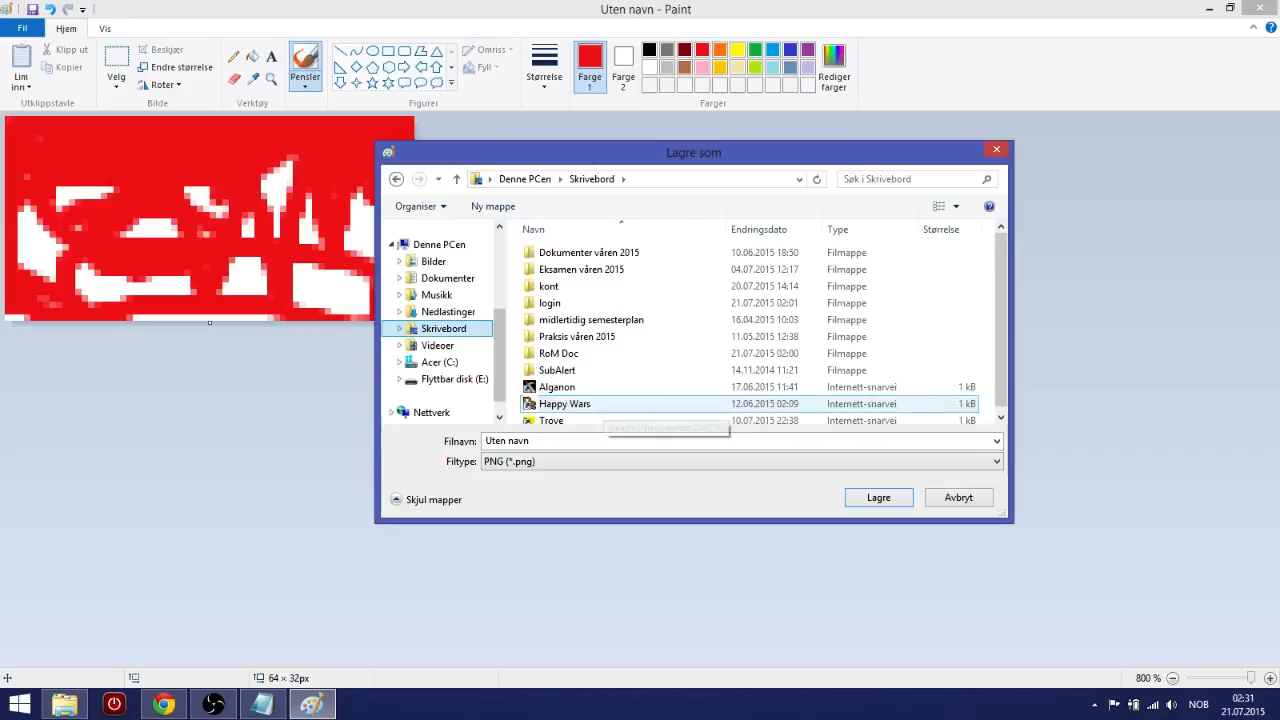 Uten navn - Paint
Fil
Hjem
Vis
Lim inn
Klipp ut
Kopier
Utklippstavle
Velg
Beskjær
Endre størrelse
Roter
Bilde
Verktøy
Pensler
Omriss
Fyll
Figurer
Størrelse
Farge 1
Farge 2
Rediger farger
Farger
Lagre som
Denne PCen
Skrivebord
Søk i Skrivebord
Organiser
Ny mappe
Navn Endringsdato Type Størrelse
Denne PCen
Bilder
Dokumenter
Musikk
Nedlastinger
Skrivebord
Videoer
Acer (C:)
Flyttbar disk (E:)
Nettverk
Dokumenter våren 2015 10.06.2015 18:50 Filmappe
Eksamen våren 2015 04.07.2015 12:17 Filmappe
kont 20.07.2015 14:14 Filmappe
login 21.07.2015 02:01 Filmappe
midlertidig semesterplan 16.04.2015 10:03 Filmappe
Praksis våren 2015 11.05.2015 12:38 Filmappe
RoM Doc 21.07.2015 02:00 Filmappe
SubAlert 14.11.2014 21:21 Filmappe
Alganon 17.06.2015 11:41 Internett-snarvei 1 kB
Happy Wars 12.06.2015 02:09 Internett-snarvei 1 kB
Trove 10.07.2015 22:38 Internett-snarvei 1 kB
Filnavn: Uten navn
Filtype: PNG (*.png)
Skjul mapper
Lagre
Avbryt
64 × 32px
800 %
NOB
02:31
21.07.2015